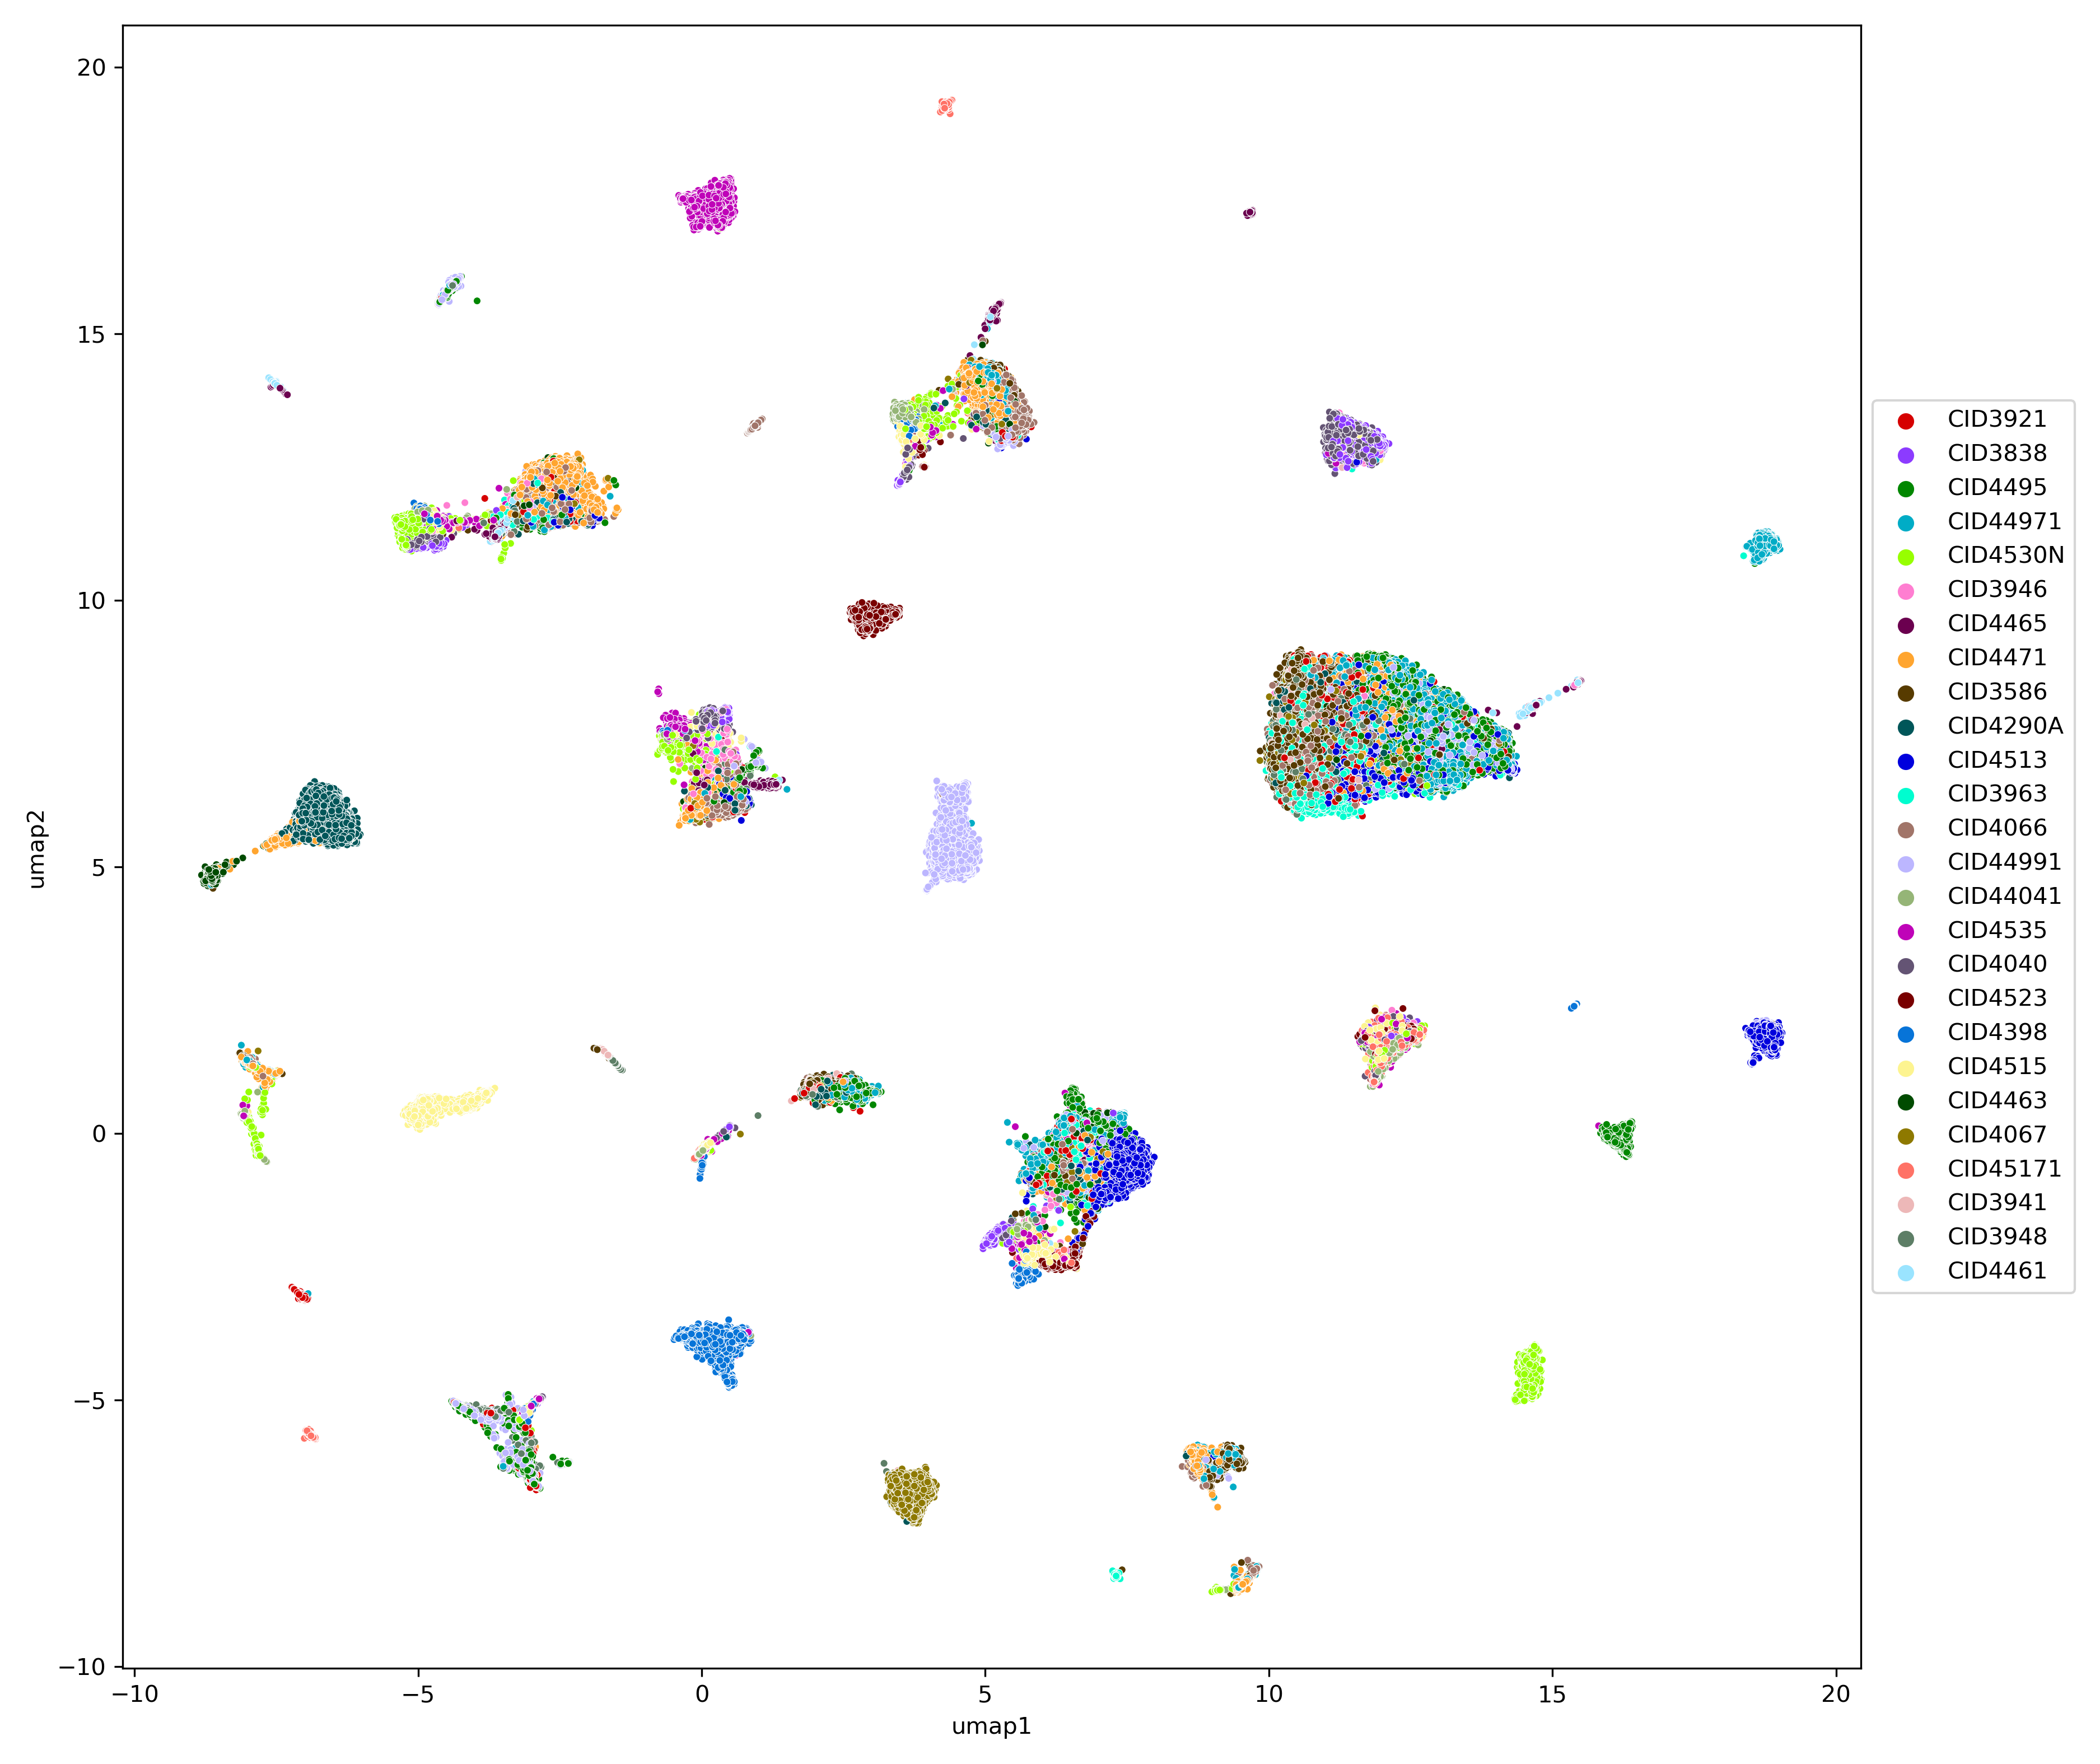 20
15
10
5
0
−5
−10
umap2
−10
−5
0
5
10
15
20
umap1
CID3921
CID3838
CID4495
CID44971
CID4530N
CID3946
CID4465
CID4471
CID3586
CID4290A
CID4513
CID3963
CID4066
CID44991
CID44041
CID4535
CID4040
CID4523
CID4398
CID4515
CID4463
CID4067
CID45171
CID3941
CID3948
CID4461